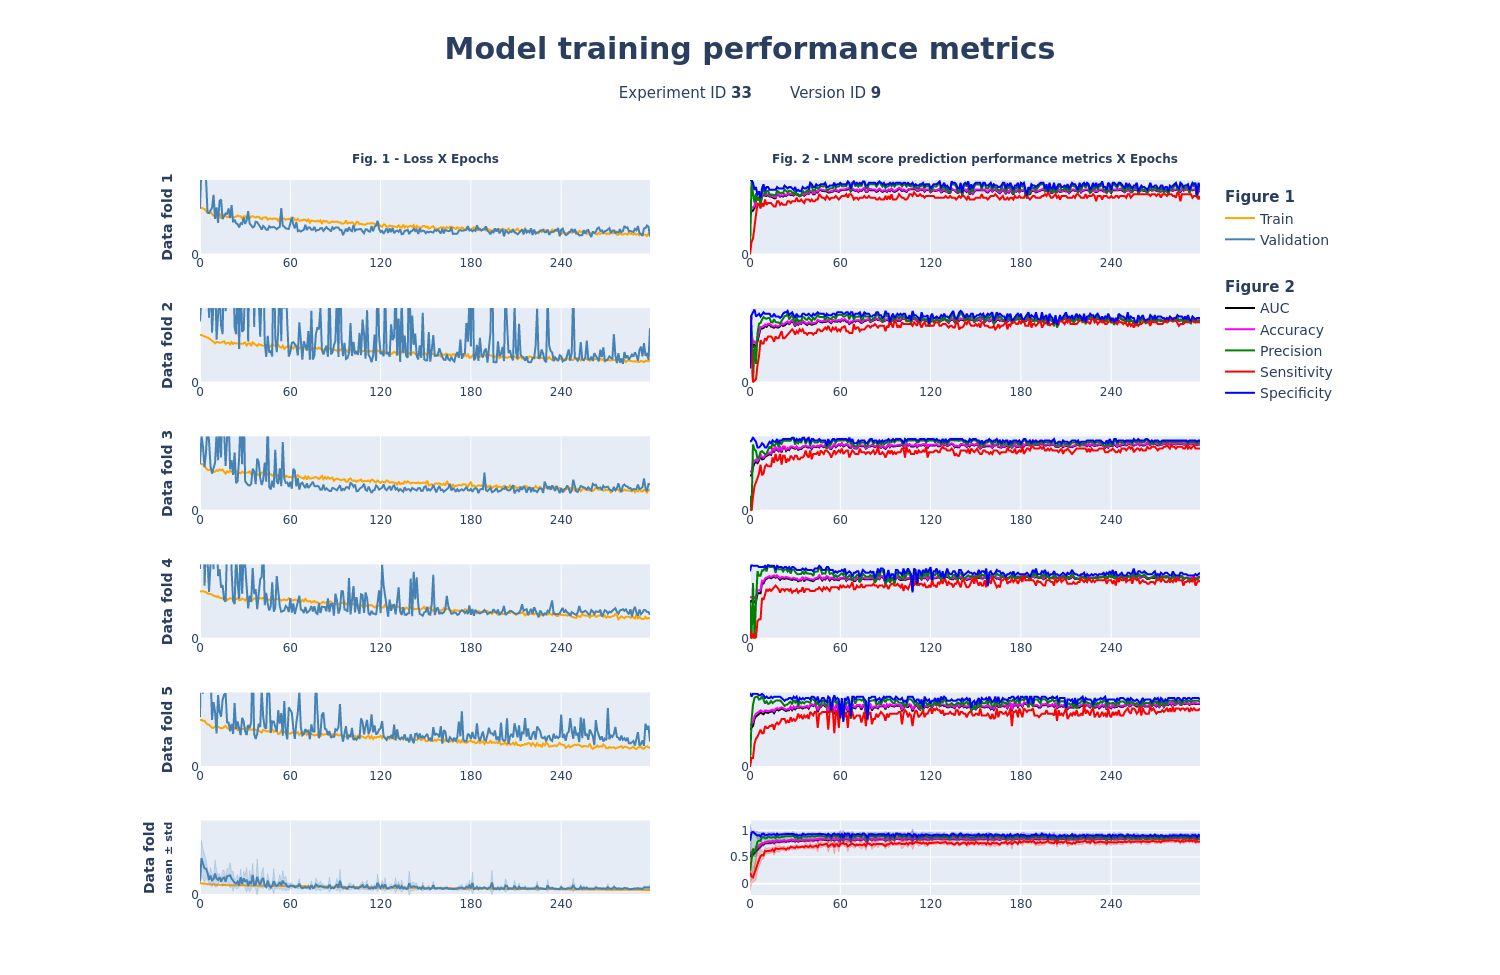 Model training performance metrics
Experiment ID 33 Version ID 9
Fig. 1 - Loss X Epochs
Fig. 2 - LNM score prediction performance metrics X Epochs
Data fold 1
0
0 60 120 180 240
0
0 60 120 180 240
Data fold 2
0
0 60 120 180 240
0
0 60 120 180 240
Data fold 3
0
0 60 120 180 240
0
0 60 120 180 240
Data fold 4
0
0 60 120 180 240
0
0 60 120 180 240
Data fold 5
0
0 60 120 180 240
0
0 60 120 180 240
Data fold
mean ± std
0
0 60 120 180 240
1
0.5
0
0 60 120 180 240
Figure 1
Train
Validation
Figure 2
AUC
Accuracy
Precision
Sensitivity
Specificity